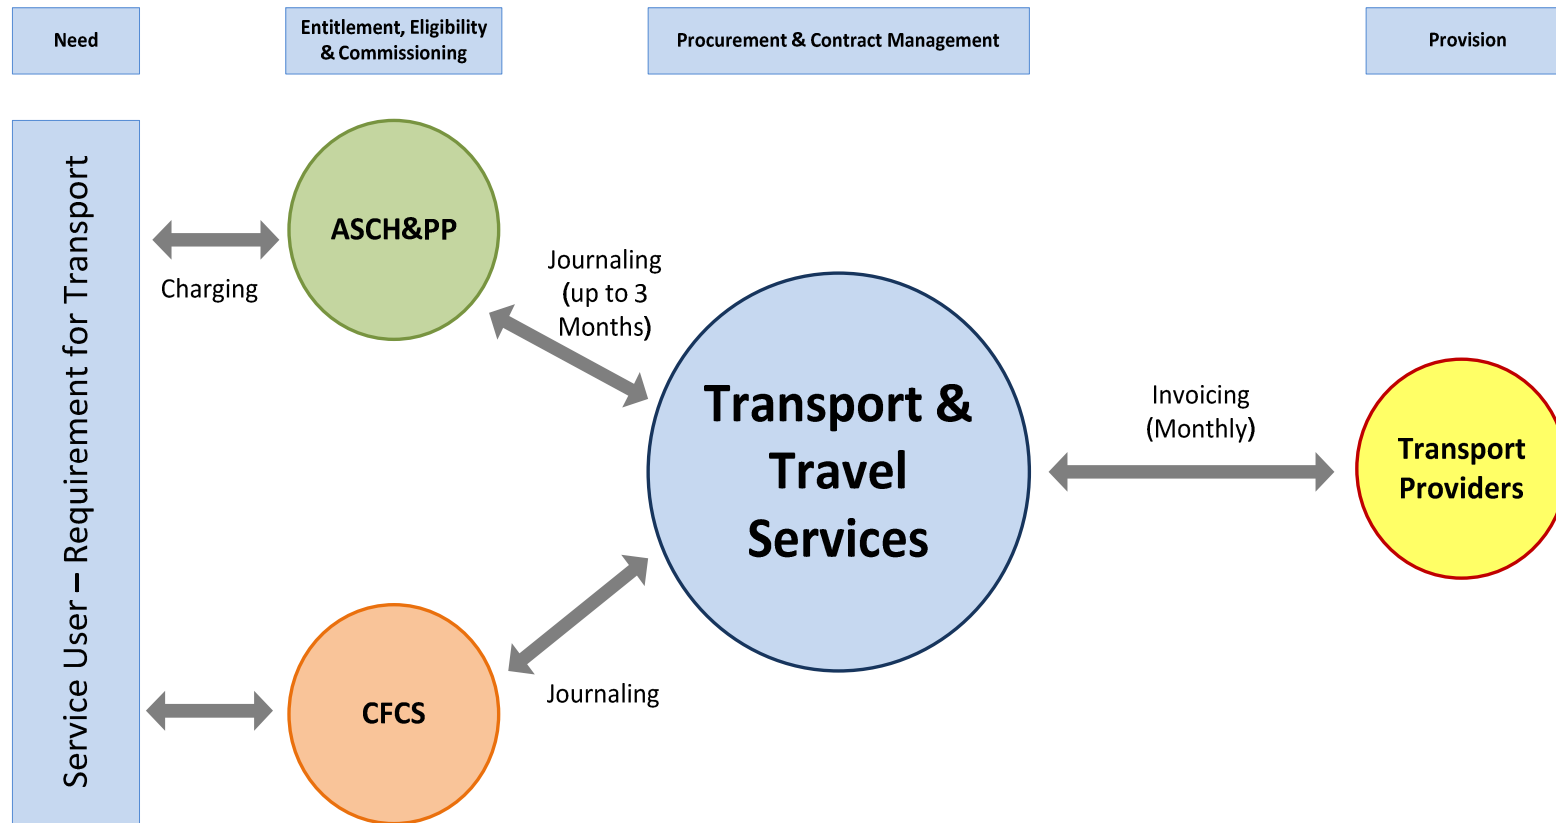 Need
Entitlement, Eligibility
& Commissioning
Procurement & Contract Management
Provision
Service User – Requirement for Transport
ASCH&PP
Charging
Journaling
(up to 3
Months)
Transport &
Travel
Services
Invoicing
(Monthly)
Transport
Providers
CFCS
Journaling